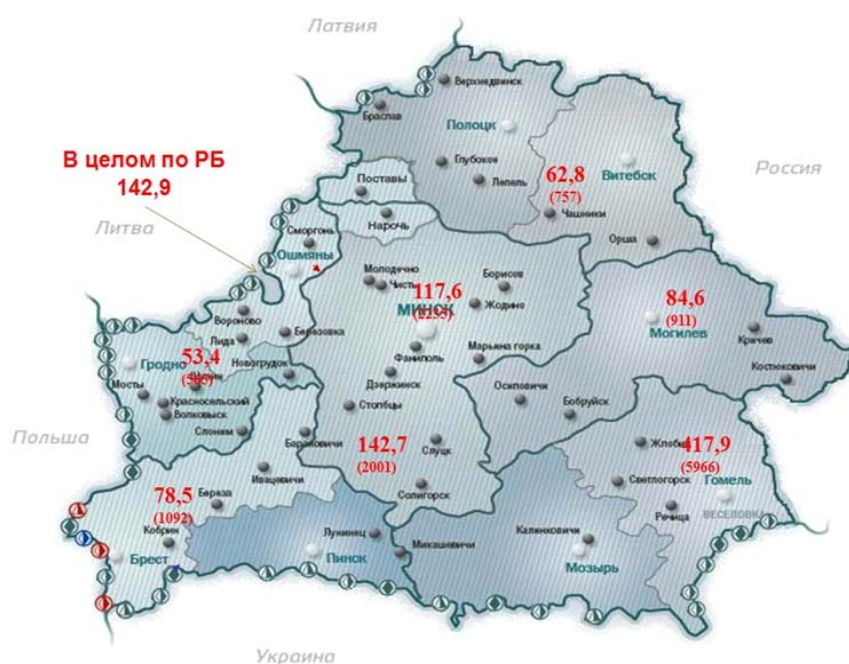 Латвия
Верхнедвинск
Браслав
Полоцк
В целом по РБ
142,9
Глубокое
Лепель
Поставы
62,8
(757)
Витебск
Россия
Чашники
Нарочь
Литва
Сморгонь
Ошмяны
Орша
Молодечно
Чисть
Борисов
117,6
МИНСК
Жодино
84,6
(911)
Могилев
Вороново
Березовка
Лида
Кричев
Гродно
53,4
Новогрудок
Фаниполь
Марьина горка
Мосты
Дзержинск
Костюковичи
Красносельский
Столбцы
Осиповичи
Волковыск
Бобруйск
Слоним
Барановичи
Польша
142,7
(2001)
Слуцк
Жлобин
417,9
(5966)
Ивацевичи
Солигорск
Светлогорск
Гомель
78,5
(1092)
Береза
Речица
ВЕСЕЛОВКА
Кобрин
Лунинец
Калинковичи
Микашевичи
Брест
Пинск
Мозырь
Украина